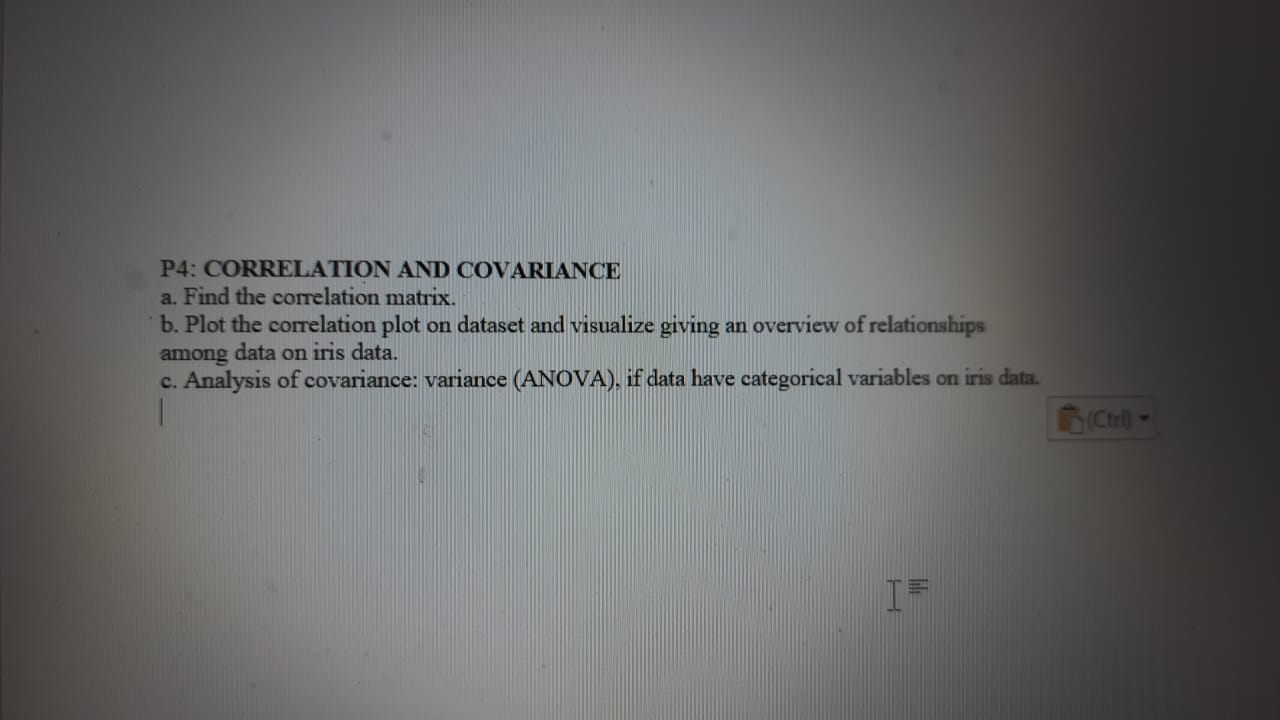 P4: CORRELATION AND COVARIANCE
a. Find the correlation matrix.
b. Plot the correlation plot on dataset and visualize giving an overview of relationships
among data on iris data.
c. Analysis of covariance: variance (ANOVA), if data have categorical variables on iris data.
(Ctrl)